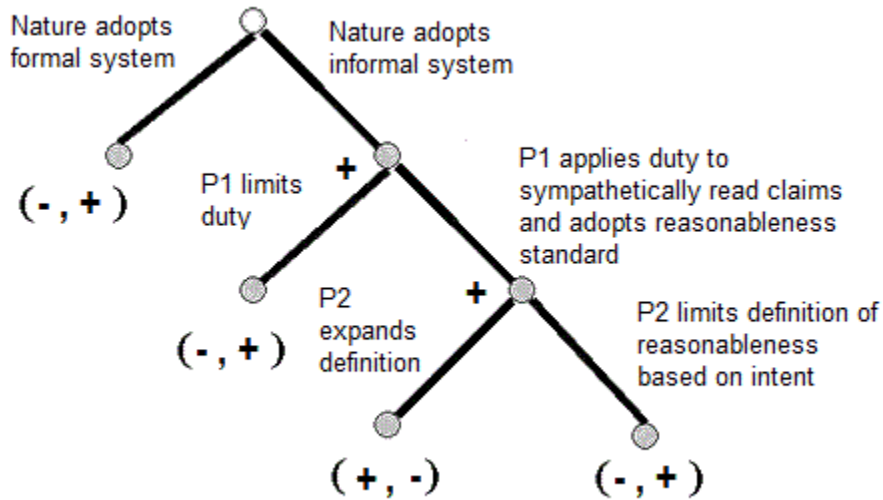 Nature adopts
formal system
Nature adopts
informal system
(-,+)
P1 limits
duty
+
P1 applies duty to
sympathetically read claims
and adopts reasonableness
standard
(-,+)
P2
expands
definition
+
P2 limits definition of
reasonableness
based on intent
(+,-)
(-,+)